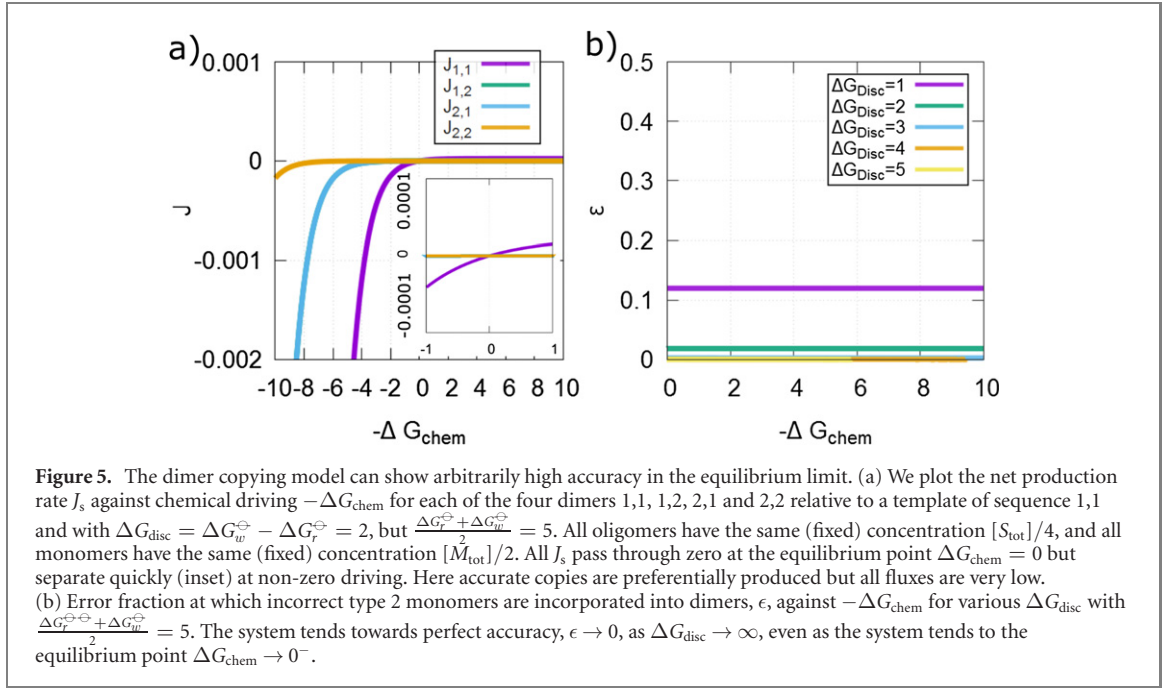 a)
0.001
0
-0.001
-0.002
J
J1,1
J1,2
J2,1
J2,2
0.0001
0
-0.0001
-1 0 1
-10-8 -6 -4 -2 0 2 4 6 8 10
-Δ Gchem
b)
0.5
0.4
0.3
0.2
0.1
0
ε
ΔGDisc=1
ΔGDisc=2
ΔGDisc=3
ΔGDisc=4
ΔGDisc=5
0 2 4 6 8 10
-Δ Gchem
Figure 5. The dimer copying model can show arbitrarily high accuracy in the equilibrium limit. (a) We plot the net production
rate Js against chemical driving −ΔGchem for each of the four dimers 1,1, 1,2, 2,1 and 2,2 relative to a template of sequence 1,1
and with ΔGdisc = ΔG⊖w − ΔG⊖r = 2, but (ΔG⊖r + ΔG⊖w)/2 = 5. All oligomers have the same (fixed) concentration [Stot]/4, and all
monomers have the same (fixed) concentration [Mtot]/2. All Js pass through zero at the equilibrium point ΔGchem = 0 but
separate quickly (inset) at non-zero driving. Here accurate copies are preferentially produced but all fluxes are very low.
(b) Error fraction at which incorrect type 2 monomers are incorporated into dimers, ϵ, against −ΔGchem for various ΔGdisc with
(ΔG⊖⊖r + ΔG⊖w)/2 = 5. The system tends towards perfect accuracy, ϵ → 0, as ΔGdisc → ∞, even as the system tends to the
equilibrium point ΔGchem → 0−.